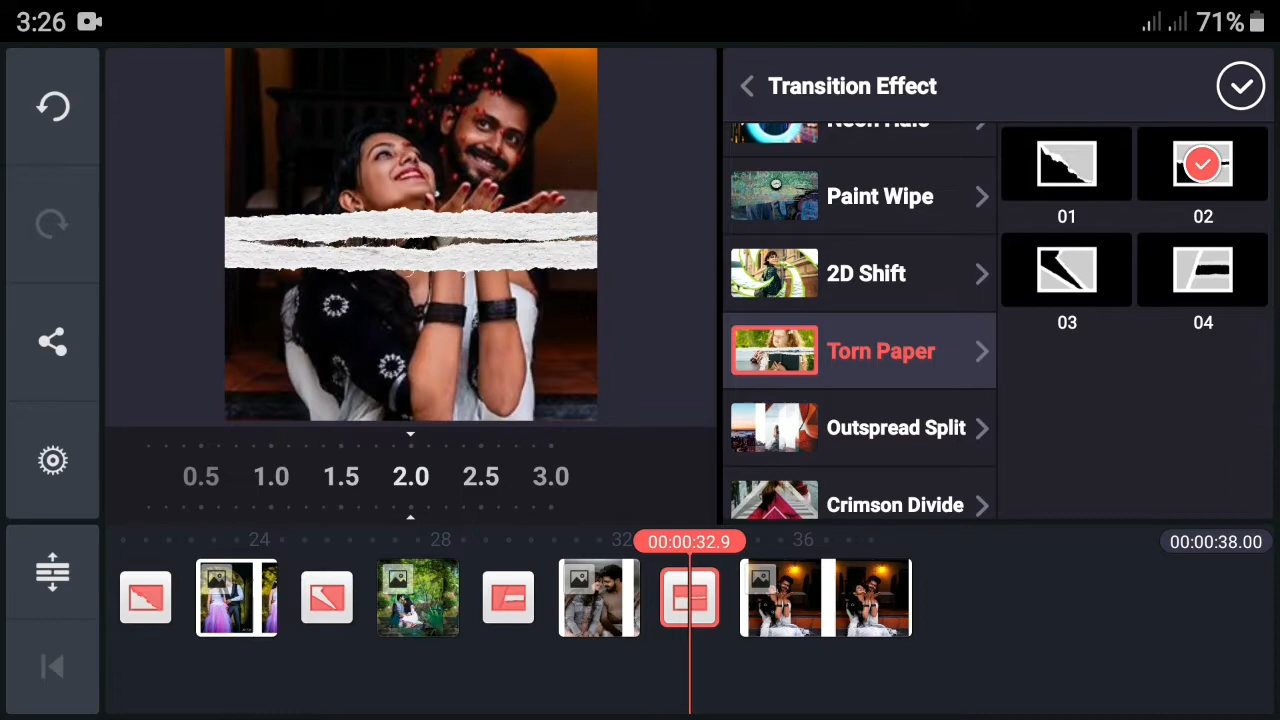 3:26
71%
Transition Effect
Neon Halo
01
02
Paint Wipe
2D Shift
03
04
Torn Paper
Outspread Split
Crimson Divide
0.5 1.0 1.5 2.0 2.5 3.0
24 28 32 00:00:32.9 36 00:00:38.00